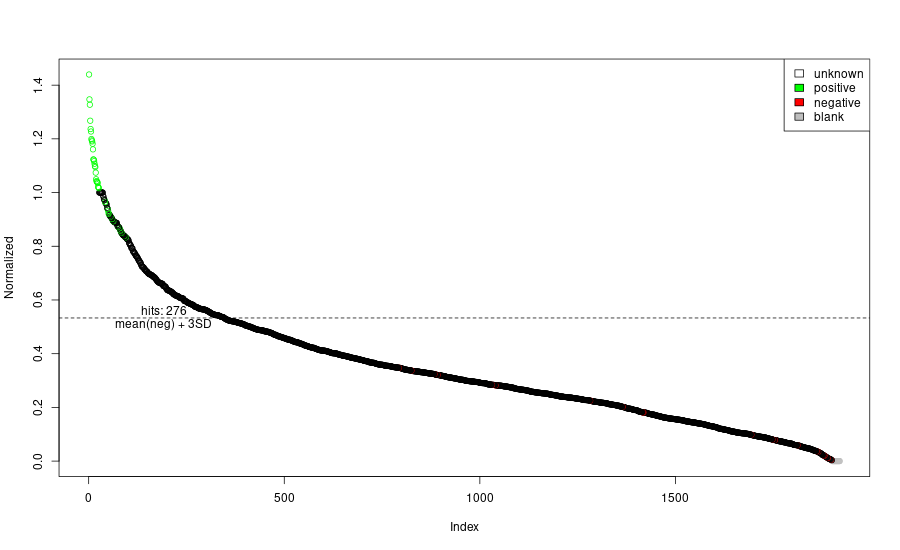 unknown
positive
negative
blank
Normalized
1.4
1.2
1.0
0.8
0.6
0.4
0.2
0.0
hits: 276
mean(neg) + 3SD
0
500
1000
1500
Index